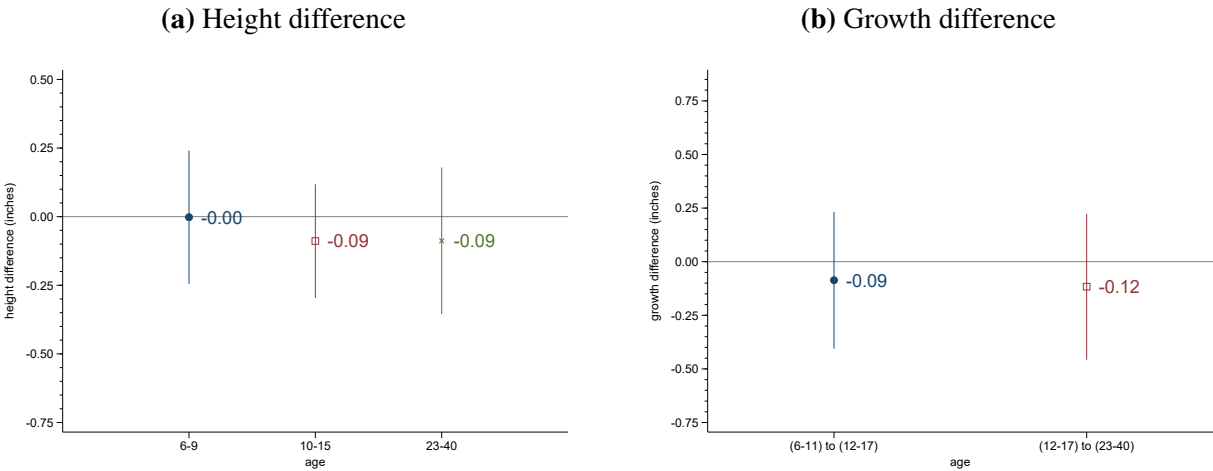 (a) Height difference
0.50
0.25
0.00
-0.25
-0.50
-0.75
height difference (inches)
-0.00
-0.09
-0.09
6-9
10-15
23-40
age
(b) Growth difference
0.75
0.50
0.25
0.00
-0.25
-0.50
-0.75
growth difference (inches)
-0.09
-0.12
(6-11) to (12-17)
(12-17) to (23-40)
age